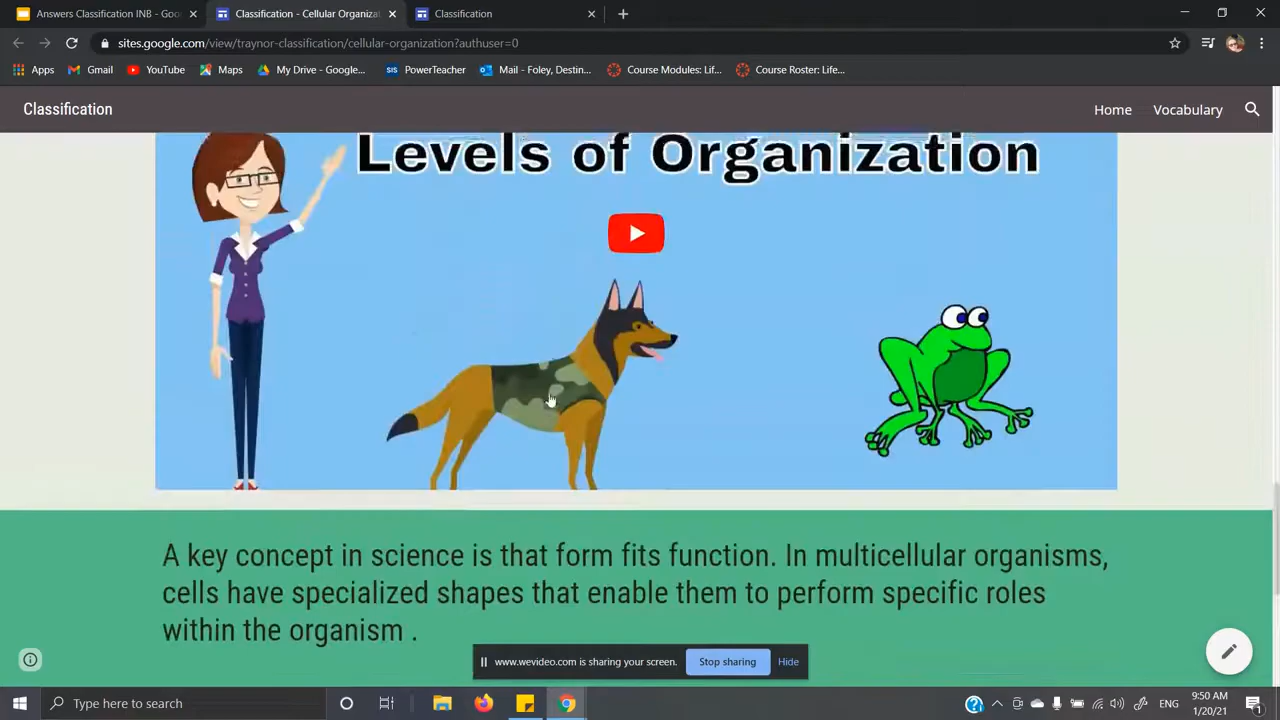 Answers Classification INB - Goo
Classification - Cellular Organizat
Classification
sites.google.com/view/traynor-classification/cellular-organization?authuser=0
Apps Gmail YouTube Maps My Drive - Google... SIS PowerTeacher Mail - Foley, Destin... Course Modules: Lif... Course Roster: Life...
Classification
Home Vocabulary
Levels of Organization
A key concept in science is that form fits function. In multicellular organisms,
cells have specialized shapes that enable them to perform specific roles
within the organism .
www.wevideo.com is sharing your screen. Stop sharing Hide
Type here to search
ENG
9:50 AM
1/20/21
1